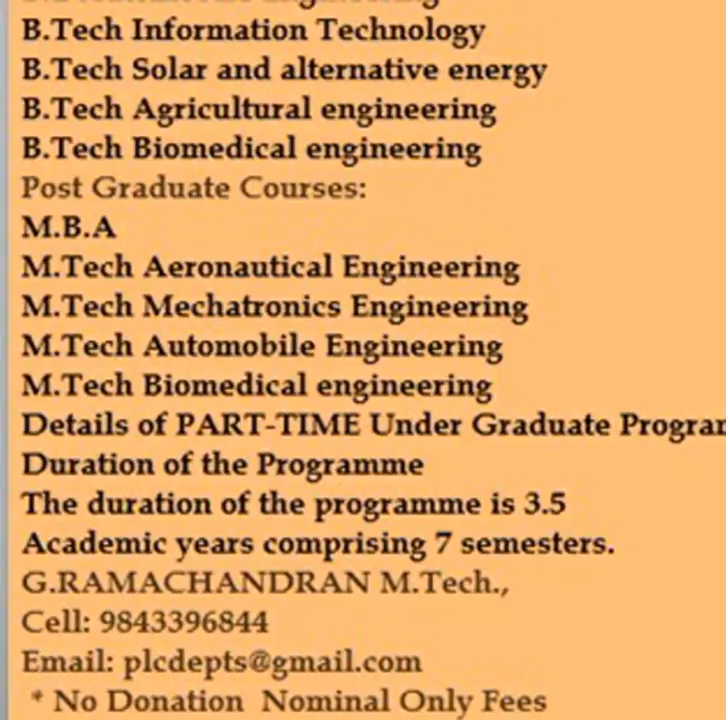 B.Tech Information Technology
B.Tech Solar and alternative energy
B.Tech Agricultural engineering
B.Tech Biomedical engineering
Post Graduate Courses:
M.B.A
M.Tech Aeronautical Engineering
M.Tech Mechatronics Engineering
M.Tech Automobile Engineering
M.Tech Biomedical engineering
Details of PART-TIME Under Graduate
Duration of the Programme
The duration of the programme is 3.5
Academic years comprising 7 semesters.
G.RAMACHANDRAN M.Tech.,
Cell: 9843396844
Email: plcdepts@gmail.com
* No Donation Nominal Only Fees